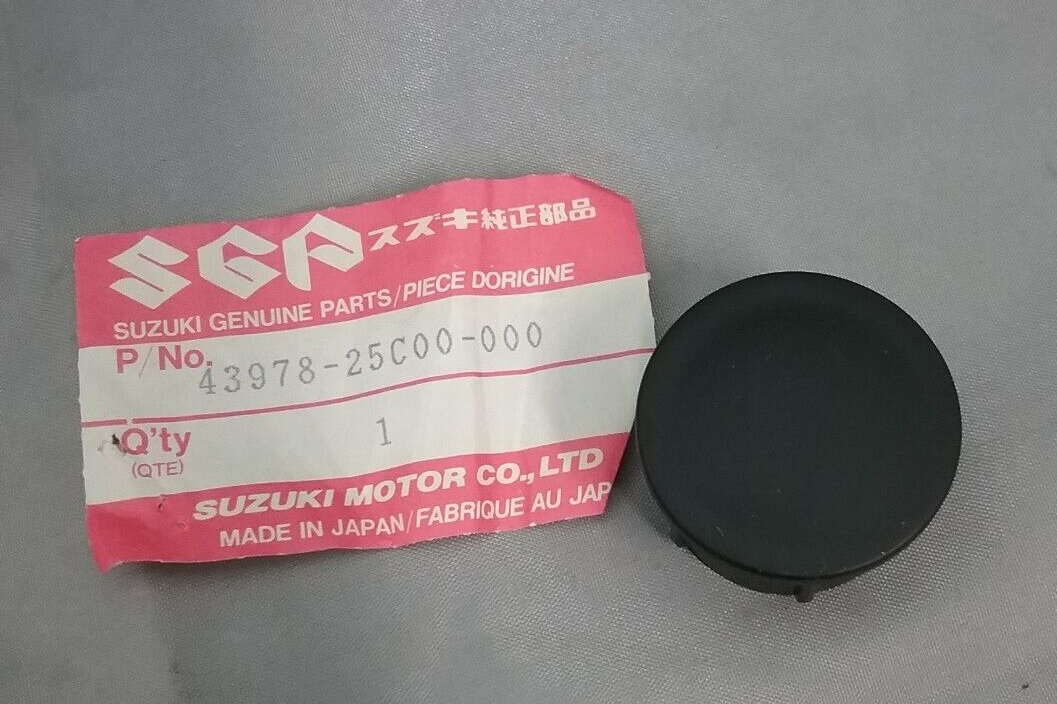 SGP スズキ純正部品
SUZUKI GENUINE PARTS/PIECE DORIGINE
P/No. 43978-25C00-000
Q'ty 1
(QTE)
SUZUKI MOTOR CO., LTD
MADE IN JAPAN/FABRIQUE AU JAP